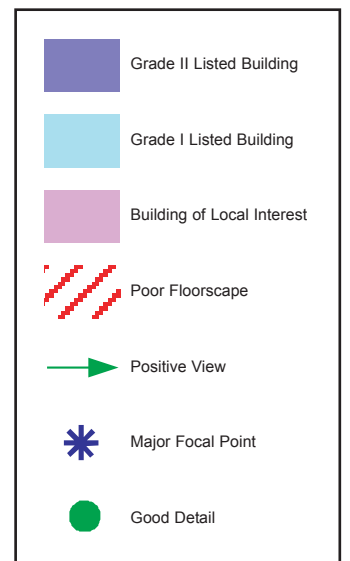 Grade II Listed Building
Grade I Listed Building
Building of Local Interest
Poor Floorscape
Positive View
Major Focal Point
Good Detail